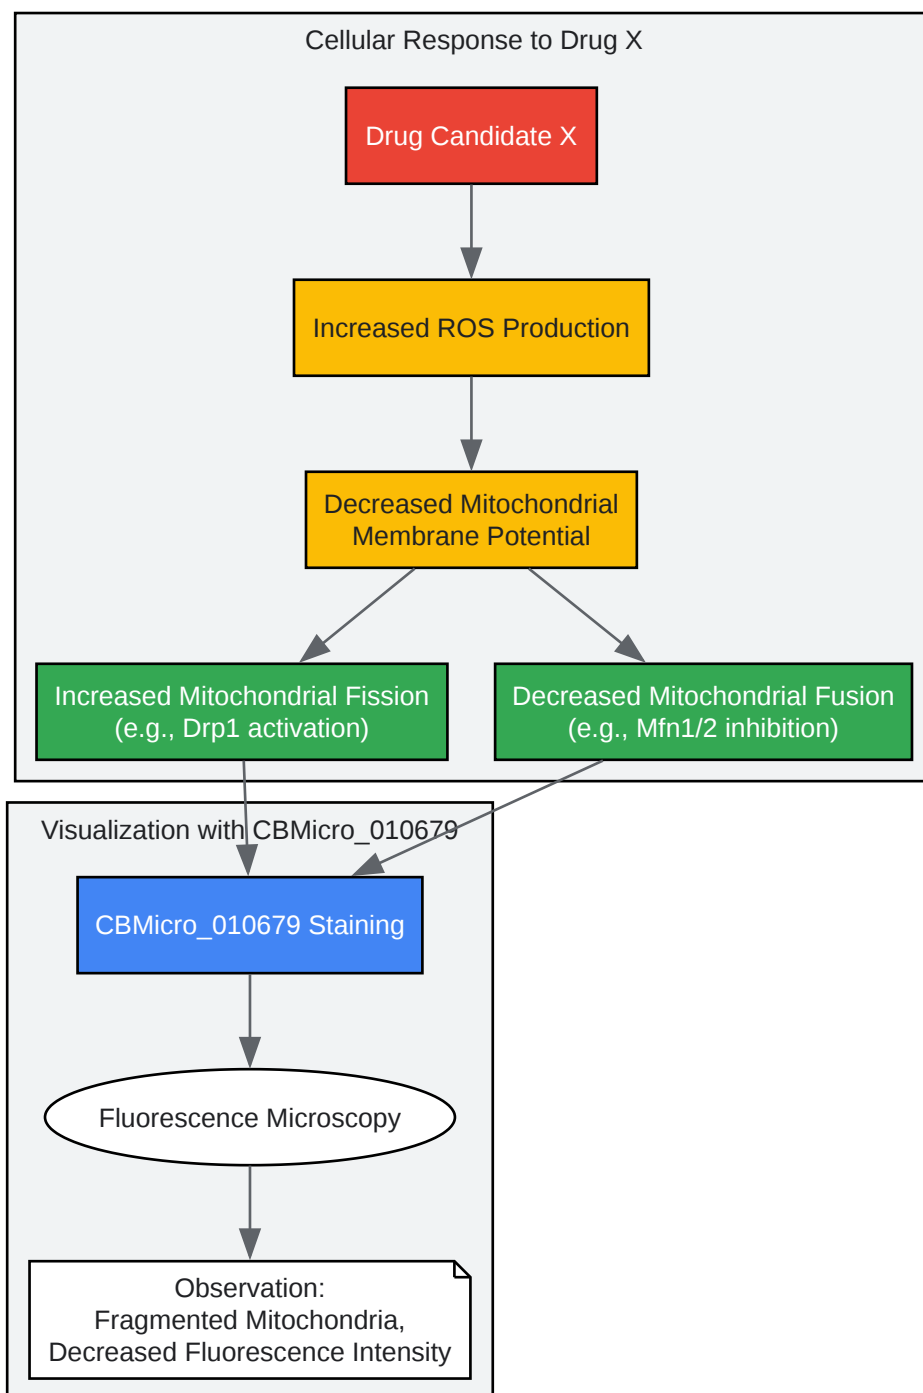 Cellular Response to Drug X
Drug Candidate X
Increased ROS Production
Decreased Mitochondrial
Membrane Potential
Increased Mitochondrial Fission
(e.g., Drp1 activation)
Decreased Mitochondrial Fusion
(e.g., Mfn1/2 inhibition)
Visualization with CBMicro_010679
CBMicro_010679 Staining
Fluorescence Microscopy
Observation:
Fragmented Mitochondria,
Decreased Fluorescence Intensity